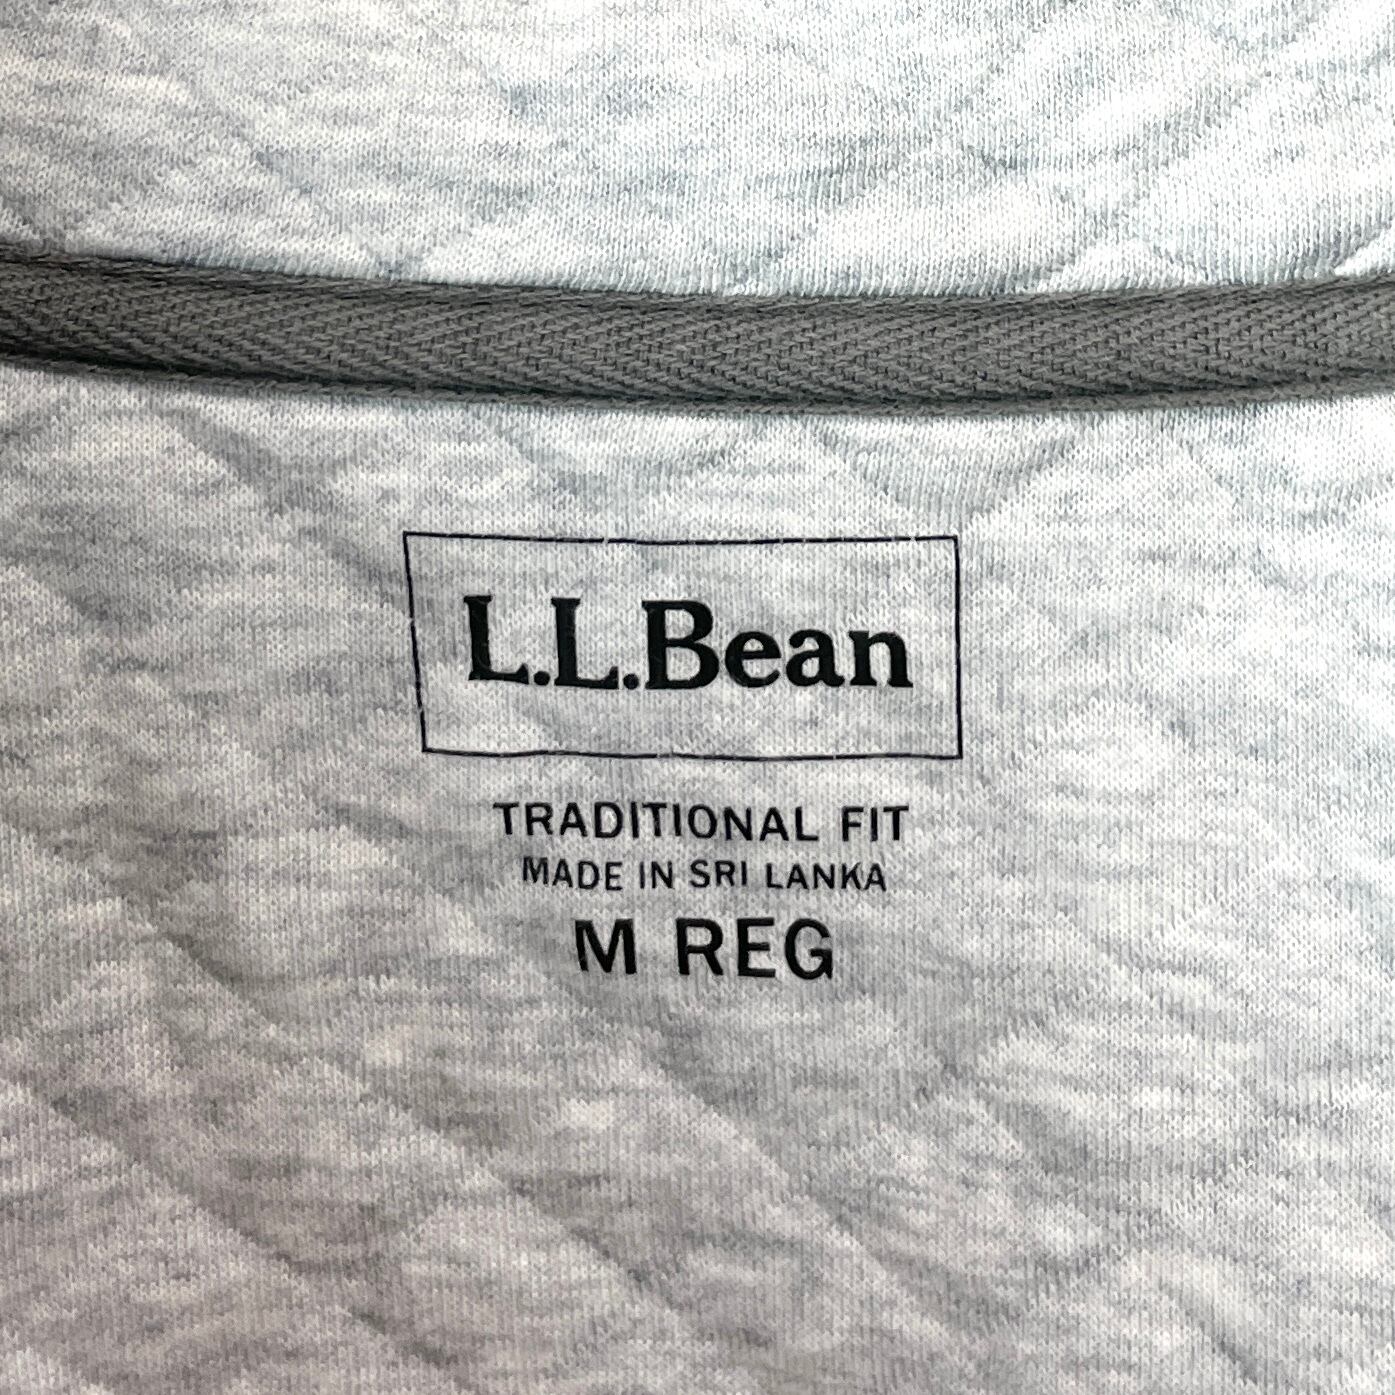 L.L.Bean
TRADITIONAL FIT
MADE IN SRI LANKA
M REG